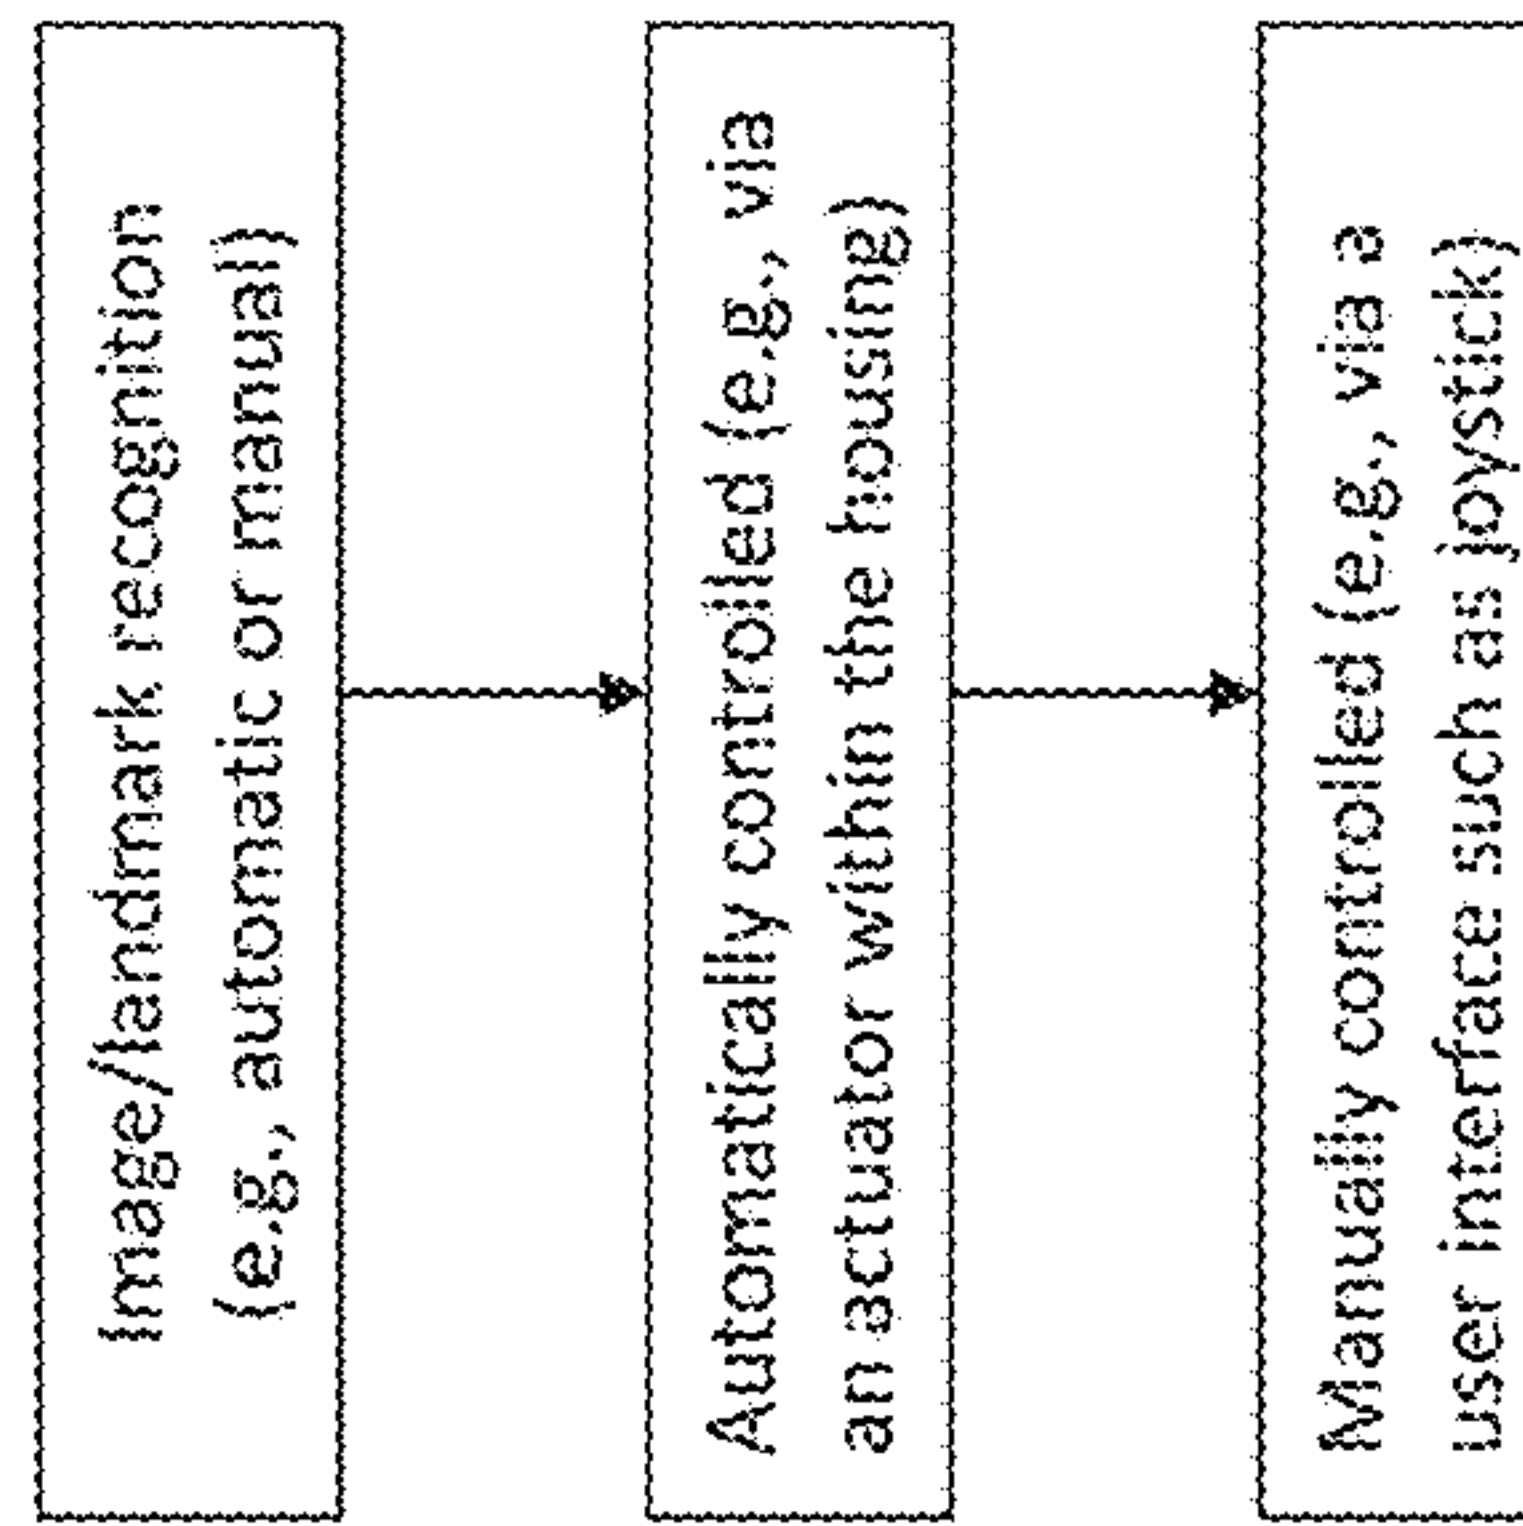 Image/landmark recognition
(e.g., automatic or manual)
Automatically controlled (e.g., via
an actuator within the housing)
Manually controlled (e.g., via a
user interface such as joystick)